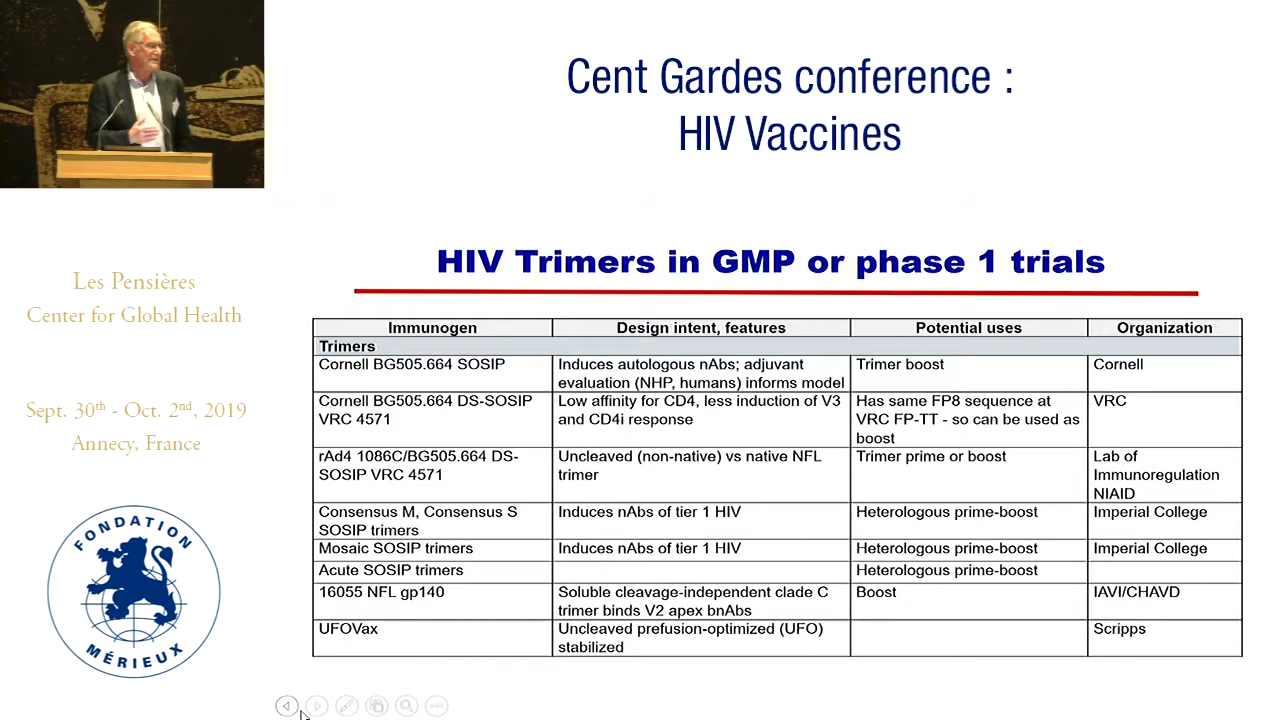 Cent Gardes conference :
HIV Vaccines
Les Pensières
Center for Global Health
Sept. 30th - Oct. 2nd, 2019
Annecy, France
FONDATION
MÉRIEUX
HIV Trimers in GMP or phase 1 trials
Immunogen Design intent, features Potential uses Organization
Trimers
Cornell BG505.664 SOSIP Induces autologous nAbs; adjuvant Trimer boost Cornell
evaluation (NHP, humans) informs model
Cornell BG505.664 DS-SOSIP Low affinity for CD4, less induction of V3 Has same FP8 sequence at VRC
VRC 4571 and CD4i response VRC FP-TT - so can be used as
boost
rAd4 1086C/BG505.664 DS- Uncleaved (non-native) vs native NFL Trimer prime or boost Lab of
SOSIP VRC 4571 trimer Immunoregulation
NIAID
Consensus M, Consensus S Induces nAbs of tier 1 HIV Heterologous prime-boost Imperial College
SOSIP trimers
Mosaic SOSIP trimers Induces nAbs of tier 1 HIV Heterologous prime-boost Imperial College
Acute SOSIP trimers Heterologous prime-boost
16055 NFL gp140 Soluble cleavage-independent clade C Boost IAVI/CHAVD
trimer binds V2 apex bnAbs
UFOVax Uncleaved prefusion-optimized (UFO) Scripps
stabilized